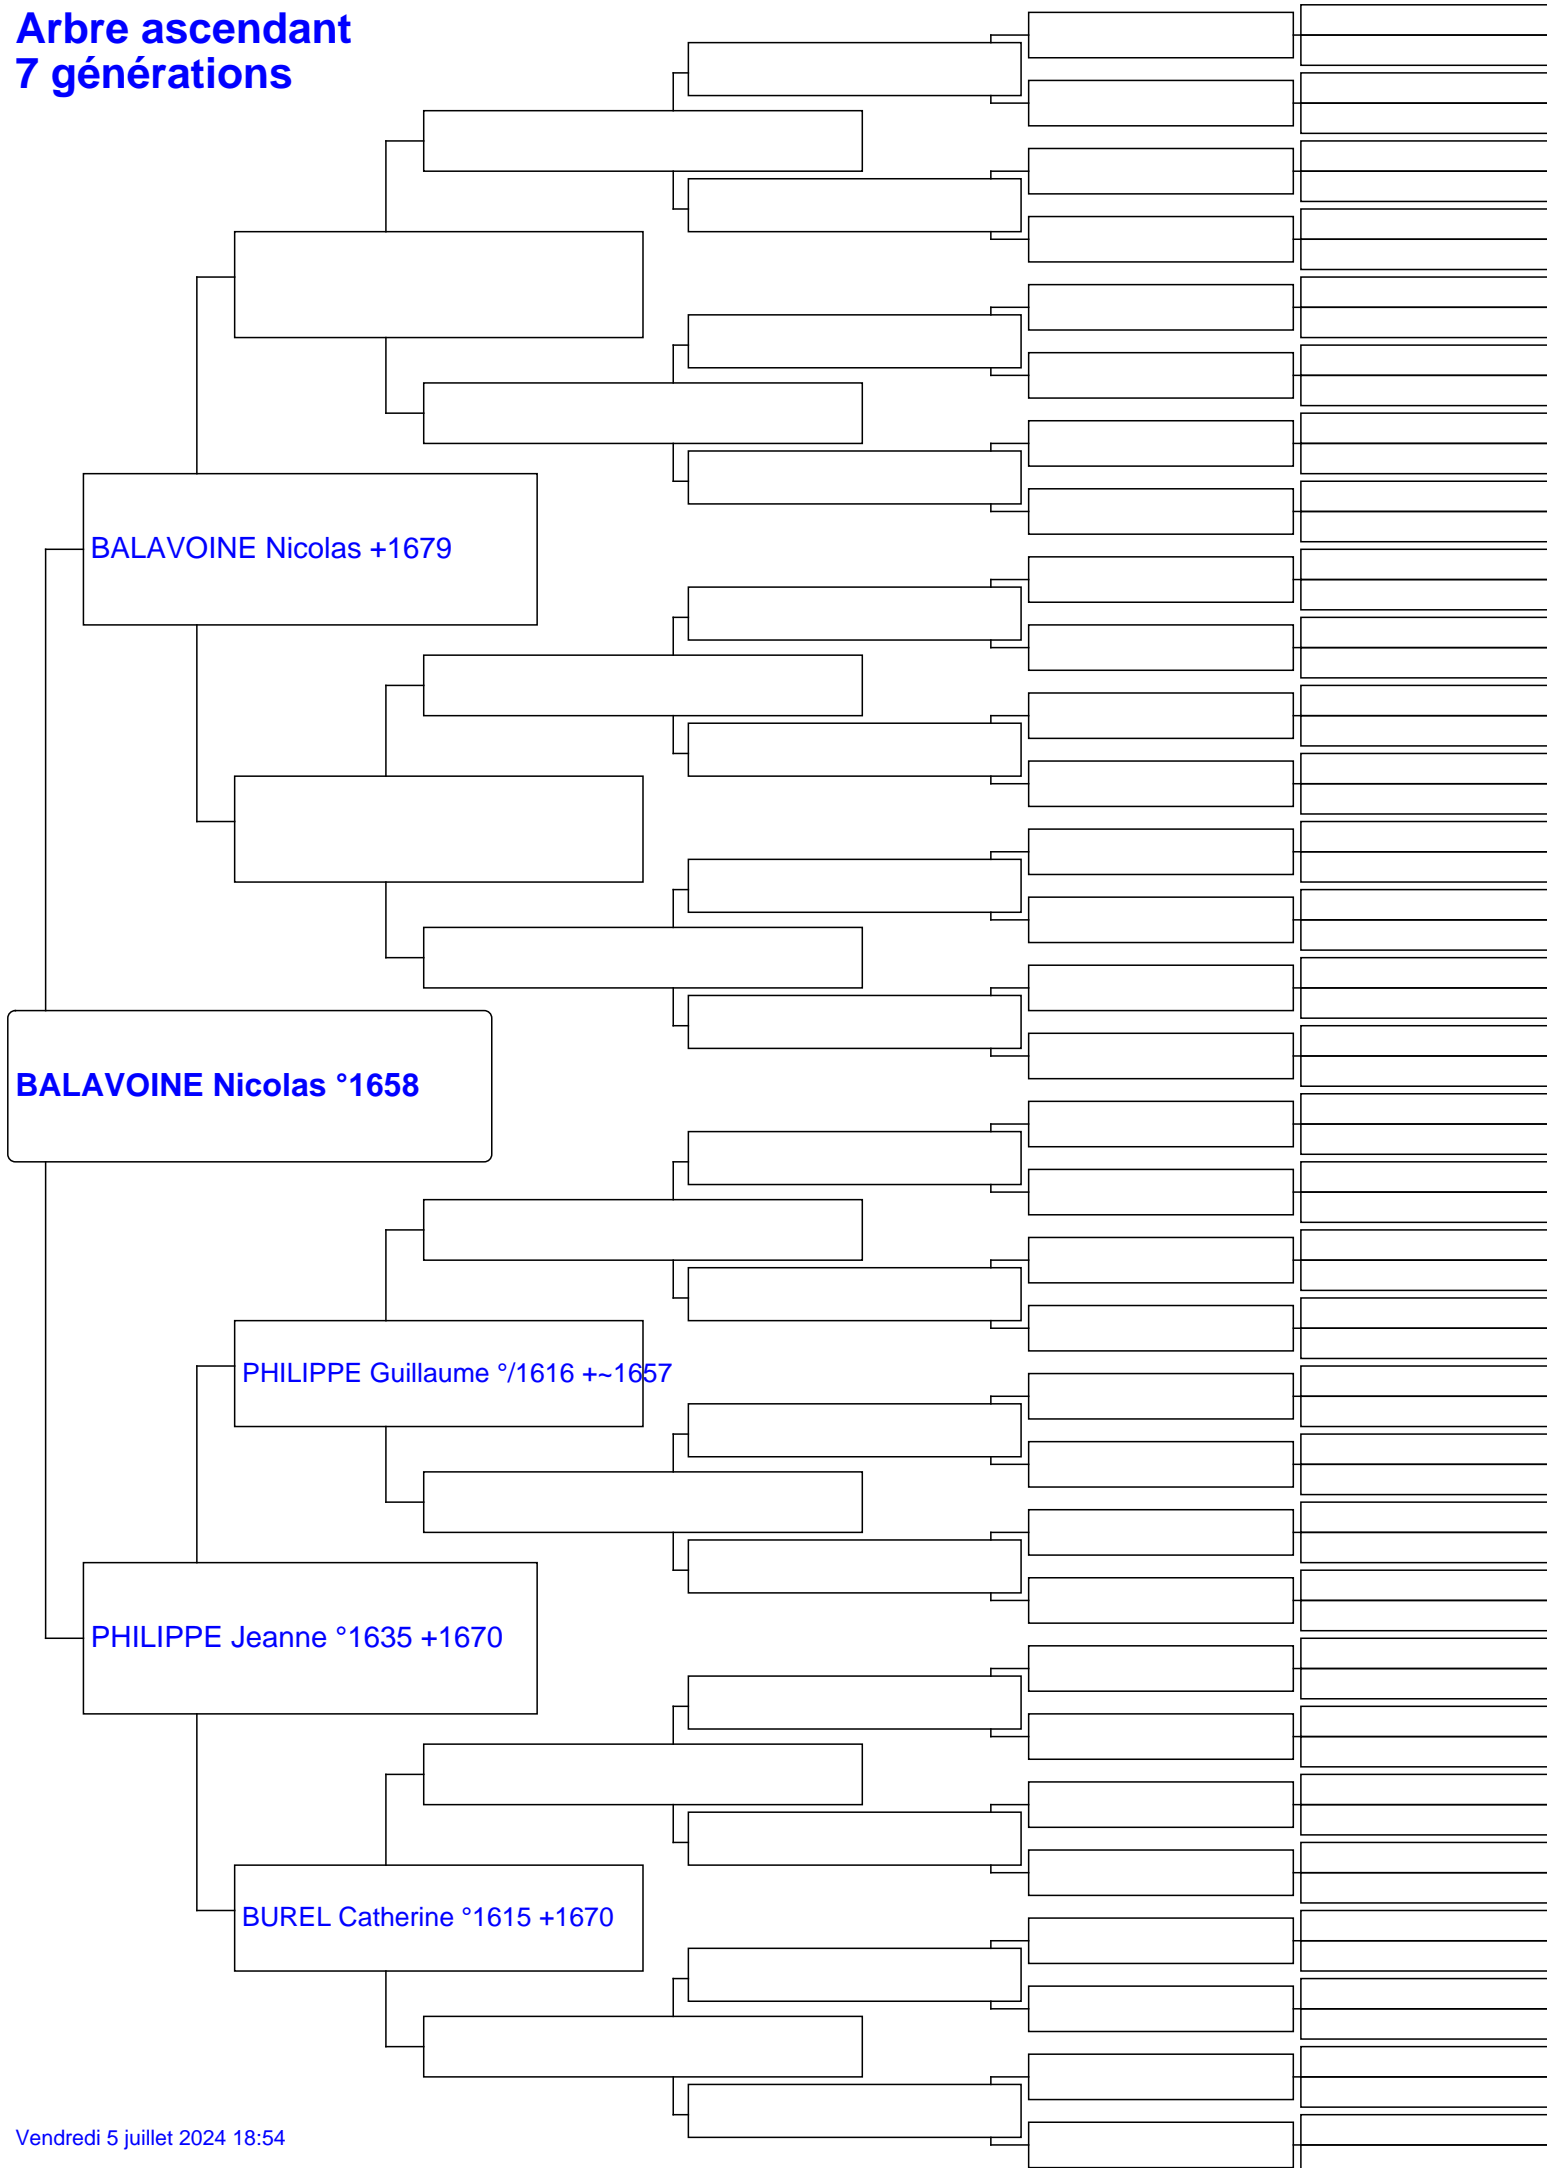 Arbre ascendant
7 générations
BALAVOINE Nicolas +1679
BALAVOINE Nicolas °1658
PHILIPPE Guillaume °/1616 +~1657
PHILIPPE Jeanne °1635 +1670
BUREL Catherine °1615 +1670
Vendredi 5 juillet 2024 18:54